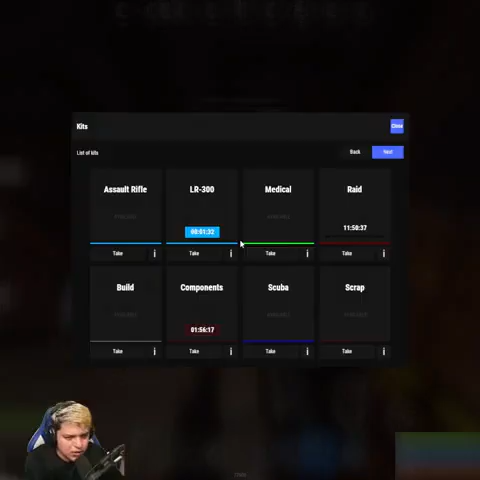 Kits
Close
List of kits
Back
Next
Assault Rifle
LR-300
Medical
Raid
00:01:32
11:50:37
Take
i
Take
i
Take
i
Take
i
Build
Components
Scuba
Scrap
01:56:17
Take
i
Take
i
Take
i
Take
i